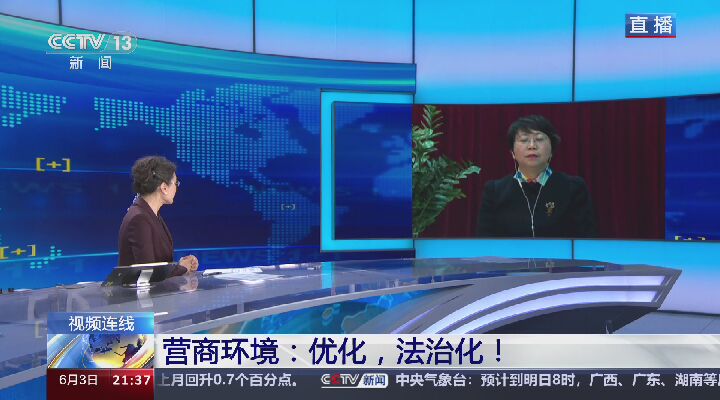 CCTV 13
新闻
直播
[+]
NEWS
[+]
[+]
视频连线
营商环境：优化，法治化！
6月3日 21:37 上月回升0.7个百分点。 CCTV新闻 中央气象台：预计到明日8时，广西、广东、湖南等